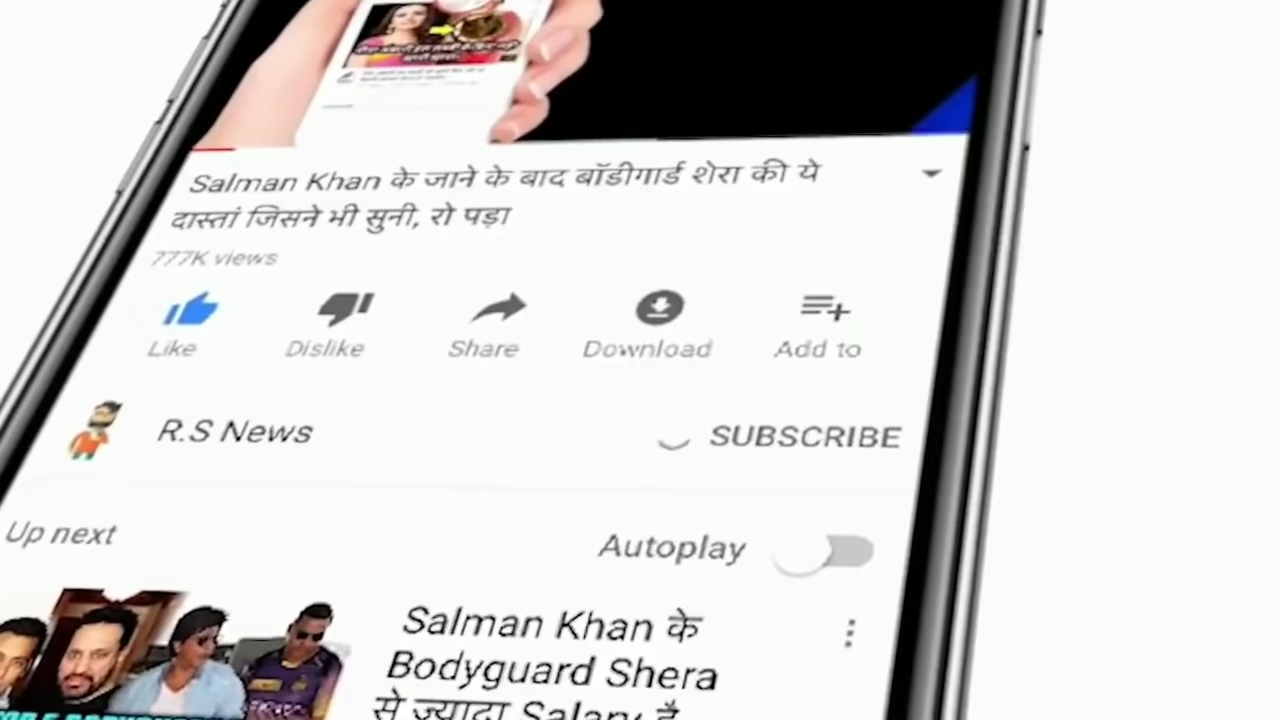 Salman Khan के जाने के बाद बॉडीगार्ड शेरा की ये
दास्तां जिसने भी सुनी, रो पड़ा
777K views
Like Dislike Share Download Add to
R.S News SUBSCRIBE
Up next Autoplay
Salman Khan के
Bodyguard Shera
से ज्यादा Salary है